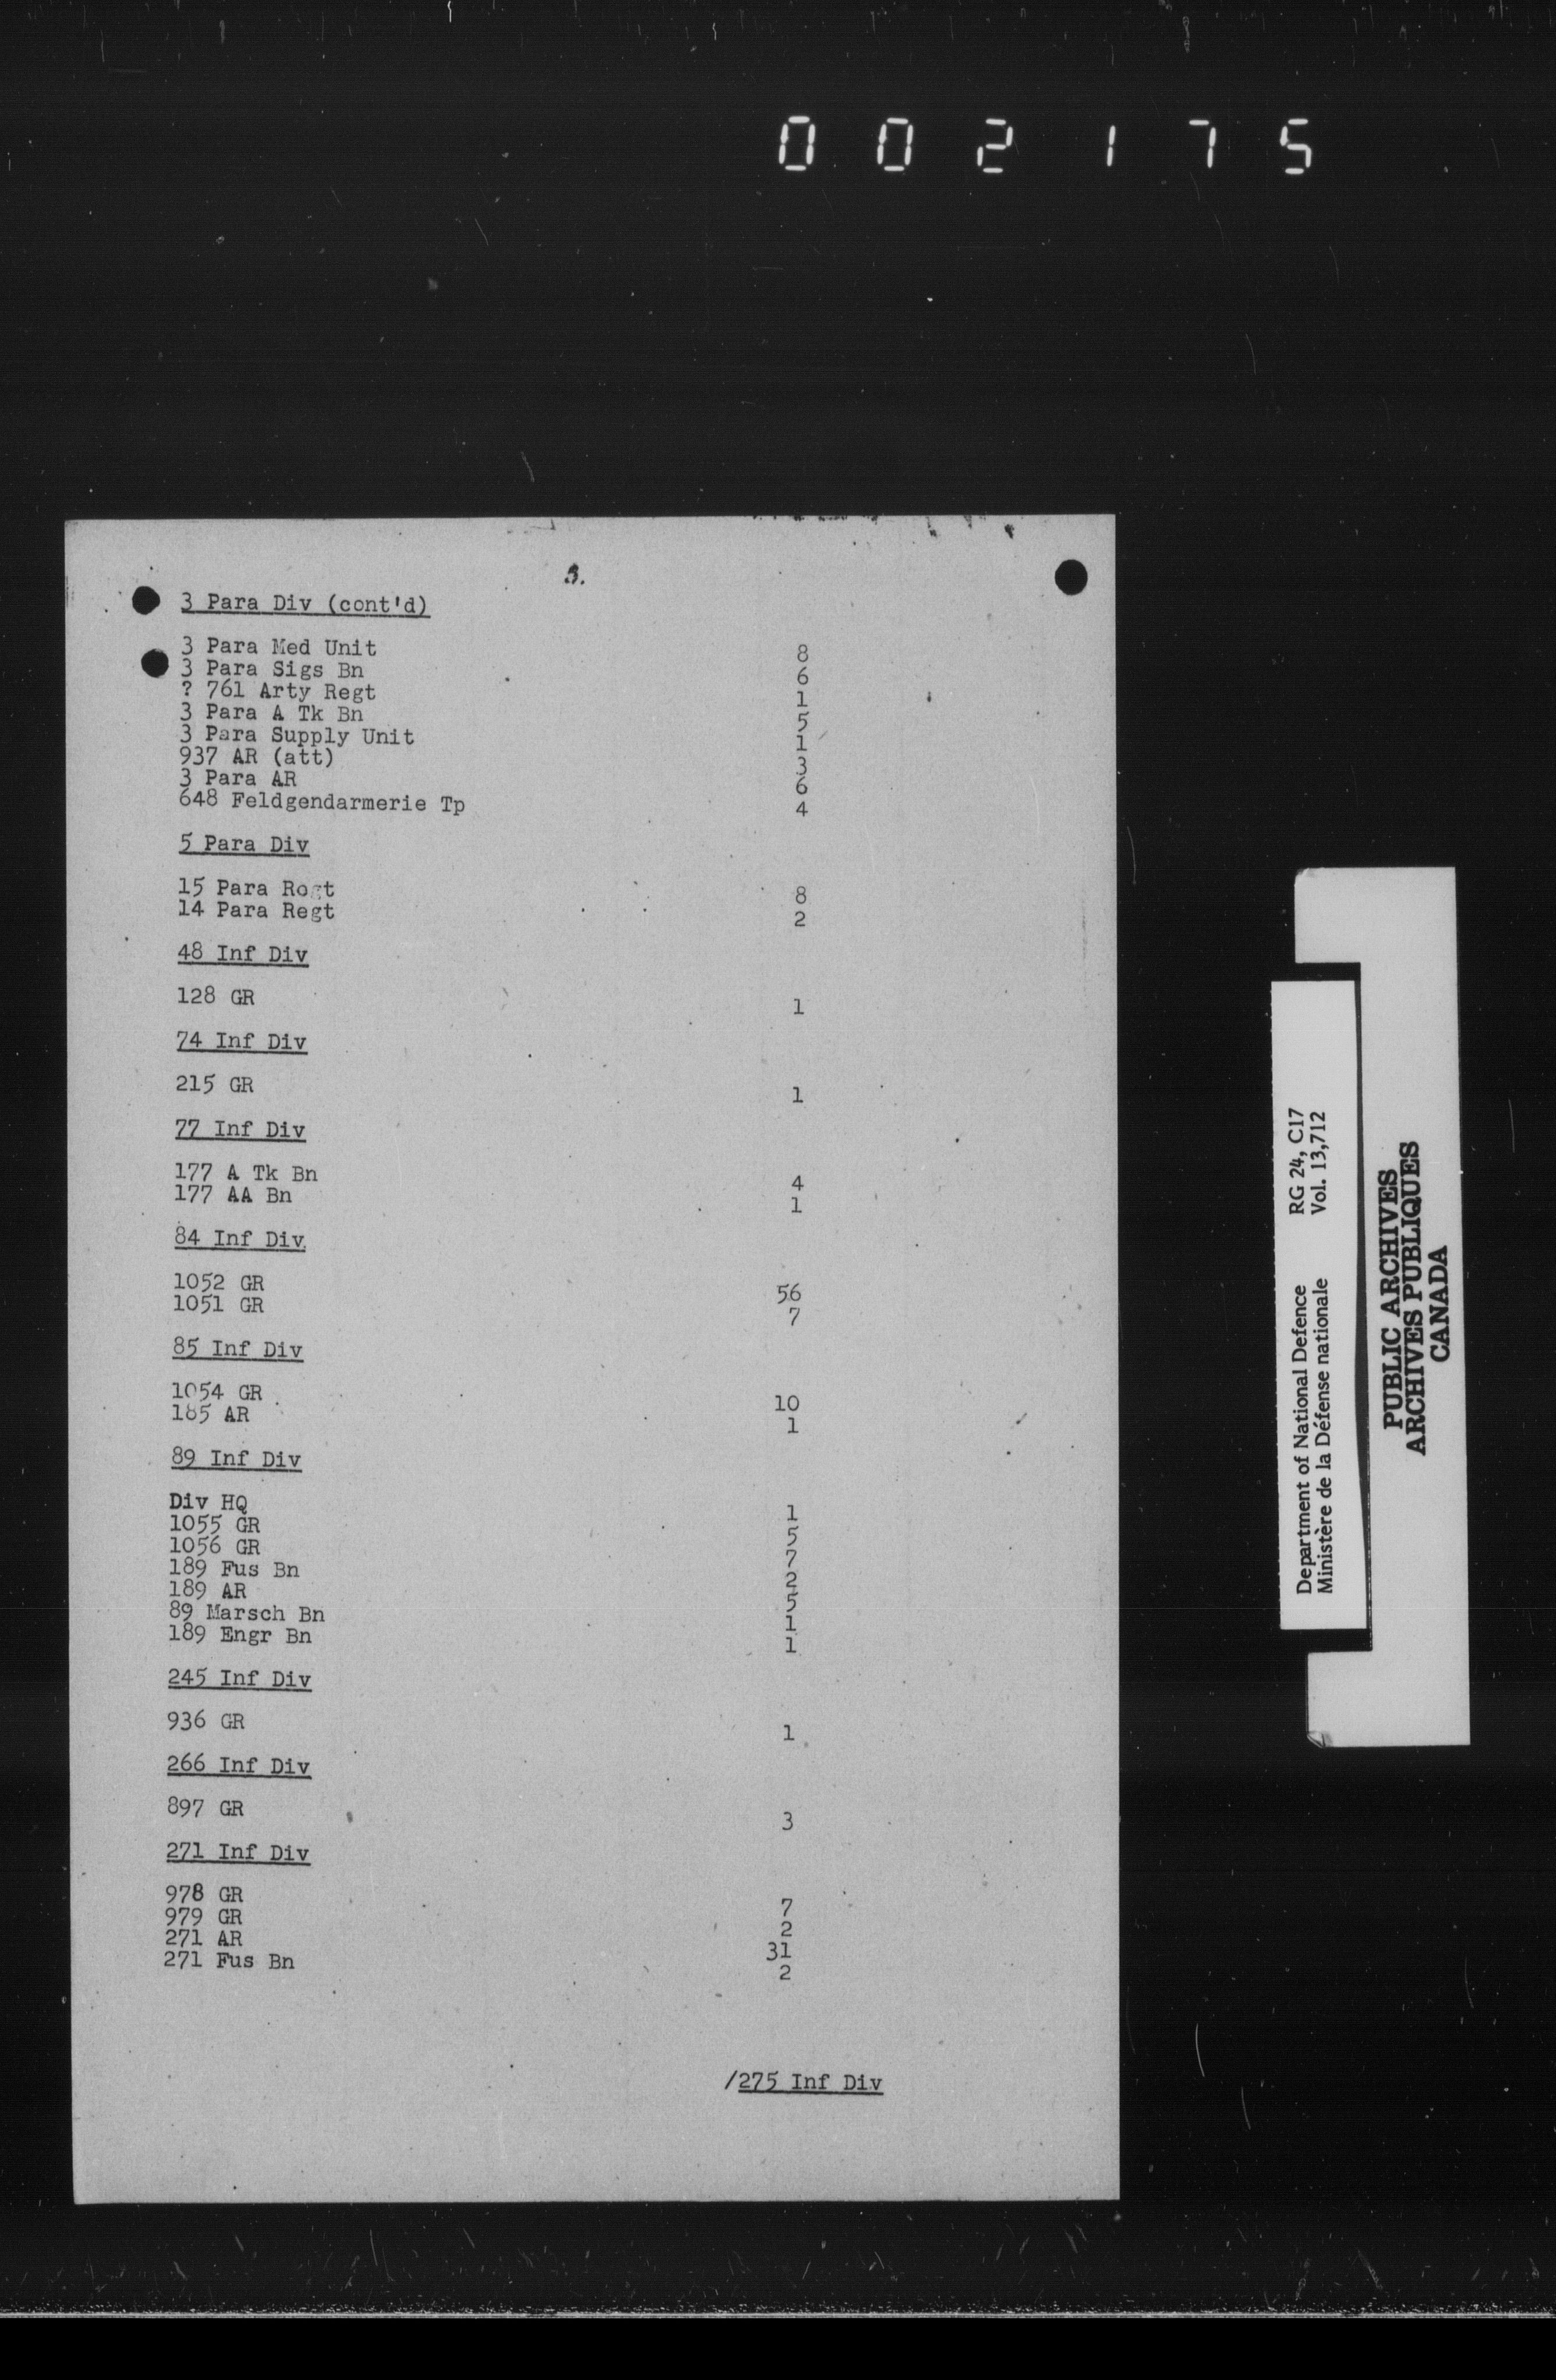 002175
3.
3 Para Div (cont'd)
3 Para Med Unit 8
3 Para Sigs Bn 6
? 761 Arty Regt 1
3 Para A Tk Bn 5
3 Para Supply Unit 1
937 AR (att) 3
3 Para AR 6
648 Feldgendarmerie Tp 4
5 Para Div
15 Para Regt 8
14 Para Regt 2
48 Inf Div
128 GR 1
74 Inf Div
215 GR 1
77 Inf Div
177 A Tk Bn 4
177 AA Bn 1
84 Inf Div
1052 GR 56
1051 GR 7
85 Inf Div
1054 GR 10
185 AR 1
89 Inf Div
Div HQ 1
1055 GR 5
1056 GR 7
189 Fus Bn 2
189 AR 5
89 Marsch Bn 1
189 Engr Bn 1
245 Inf Div
936 GR 1
266 Inf Div
897 GR 3
271 Inf Div
978 GR 7
979 GR 2
271 AR 31
271 Fus Bn 2
/275 Inf Div
Department of National Defence RG 24, C17
Ministère de la Défense nationale Vol. 13,712
PUBLIC ARCHIVES
ARCHIVES PUBLIQUES
CANADA